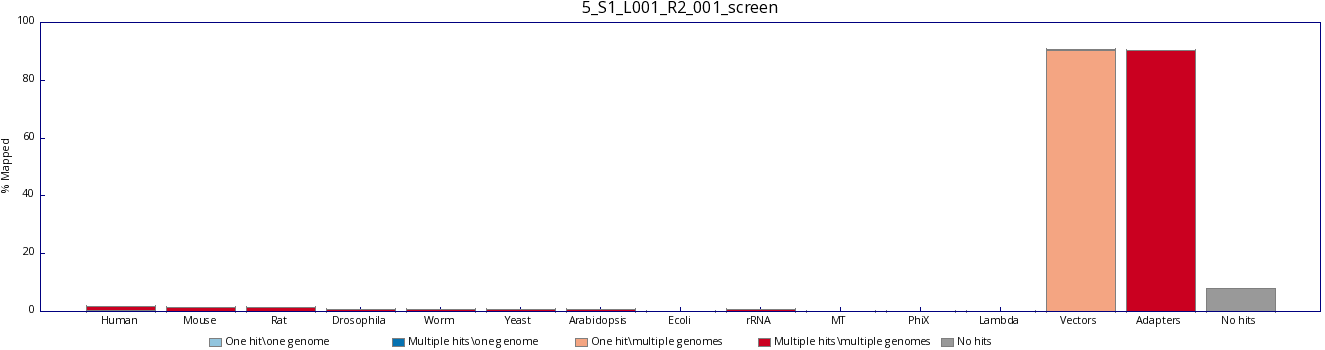 5_S1_L001_R2_001_screen
100
80
60
40
20
0
% Mapped
Human Mouse Rat Drosophila Worm Yeast Arabidopsis Ecoli rRNA MT PhiX Lambda Vectors Adapters No hits
One hit\one genome Multiple hits\one genome One hit\multiple genomes Multiple hits\multiple genomes No hits